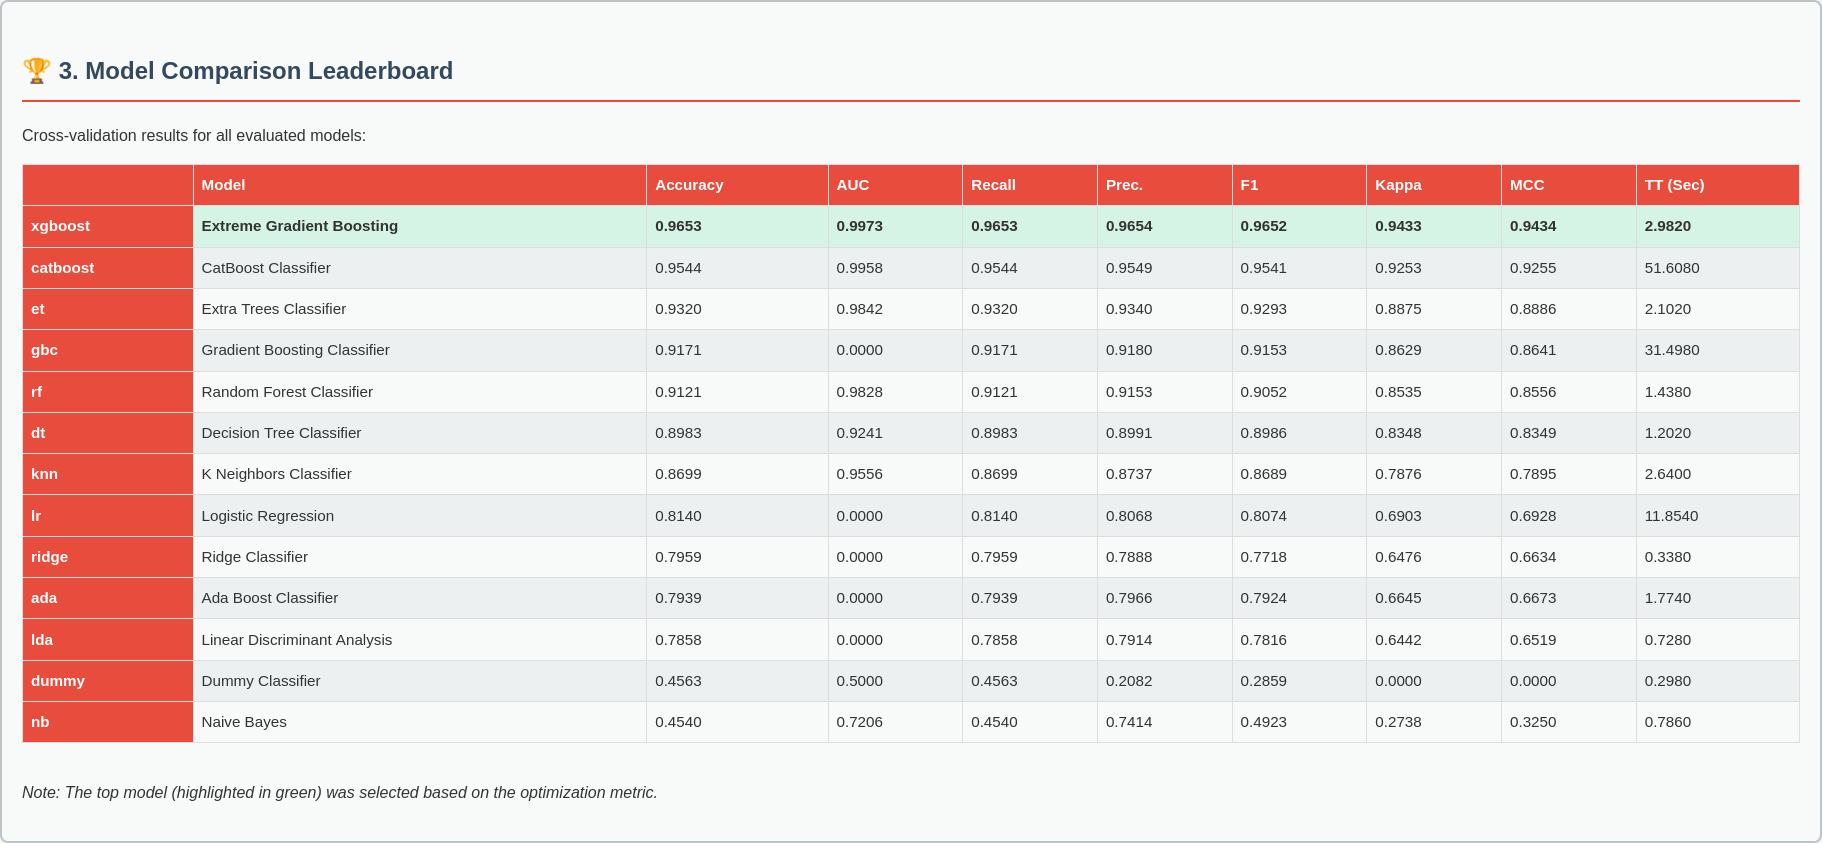 🏆 3. Model Comparison Leaderboard
Cross-validation results for all evaluated models:
Model Accuracy AUC Recall Prec. F1 Kappa MCC TT (Sec)
xgboost Extreme Gradient Boosting 0.9653 0.9973 0.9653 0.9654 0.9652 0.9433 0.9434 2.9820
catboost CatBoost Classifier 0.9544 0.9958 0.9544 0.9549 0.9541 0.9253 0.9255 51.6080
et Extra Trees Classifier 0.9320 0.9842 0.9320 0.9340 0.9293 0.8875 0.8886 2.1020
gbc Gradient Boosting Classifier 0.9171 0.0000 0.9171 0.9180 0.9153 0.8629 0.8641 31.4980
rf Random Forest Classifier 0.9121 0.9828 0.9121 0.9153 0.9052 0.8535 0.8556 1.4380
dt Decision Tree Classifier 0.8983 0.9241 0.8983 0.8991 0.8986 0.8348 0.8349 1.2020
knn K Neighbors Classifier 0.8699 0.9556 0.8699 0.8737 0.8689 0.7876 0.7895 2.6400
lr Logistic Regression 0.8140 0.0000 0.8140 0.8068 0.8074 0.6903 0.6928 11.8540
ridge Ridge Classifier 0.7959 0.0000 0.7959 0.7888 0.7718 0.6476 0.6634 0.3380
ada Ada Boost Classifier 0.7939 0.0000 0.7939 0.7966 0.7924 0.6645 0.6673 1.7740
lda Linear Discriminant Analysis 0.7858 0.0000 0.7858 0.7914 0.7816 0.6442 0.6519 0.7280
dummy Dummy Classifier 0.4563 0.5000 0.4563 0.2082 0.2859 0.0000 0.0000 0.2980
nb Naive Bayes 0.4540 0.7206 0.4540 0.7414 0.4923 0.2738 0.3250 0.7860
Note: The top model (highlighted in green) was selected based on the optimization metric.